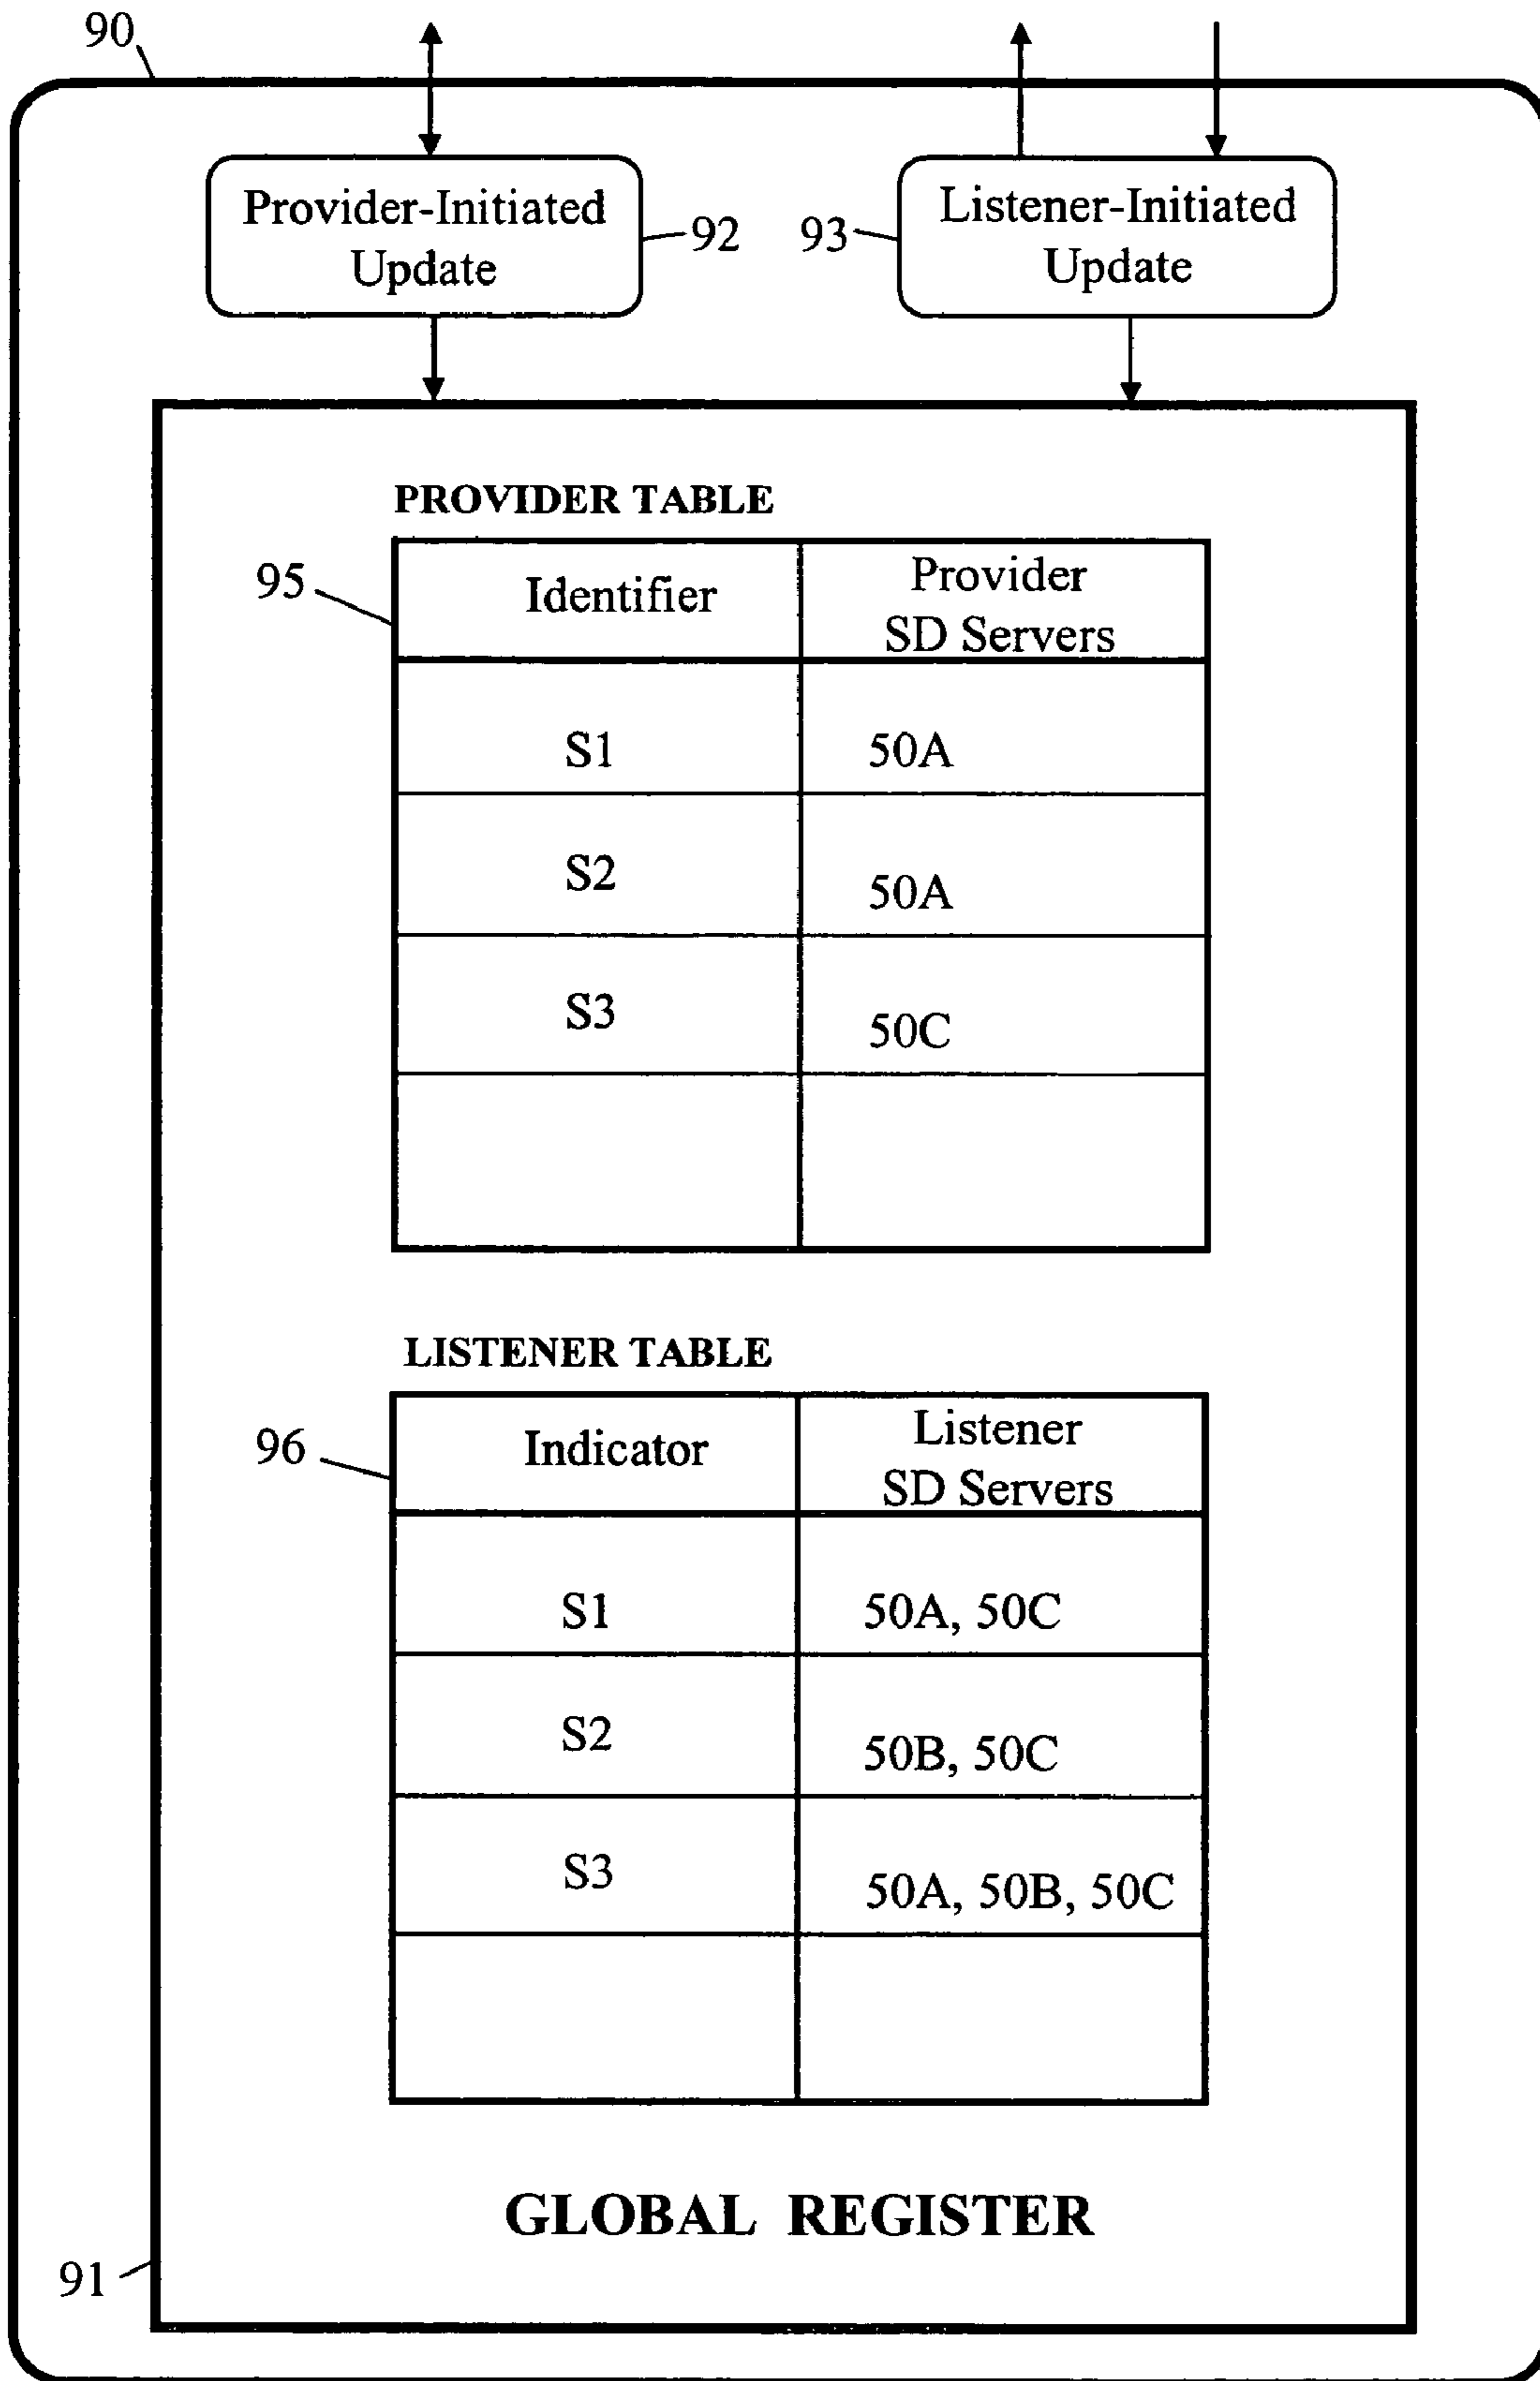 90
Provider-Initiated
Update
92
93
Listener-Initiated
Update
PROVIDER TABLE
95
Identifier
Provider
SD Servers
S1
50A
S2
50A
S3
50C
LISTENER TABLE
96
Indicator
Listener
SD Servers
S1
50A, 50C
S2
50B, 50C
S3
50A, 50B, 50C
GLOBAL REGISTER
91